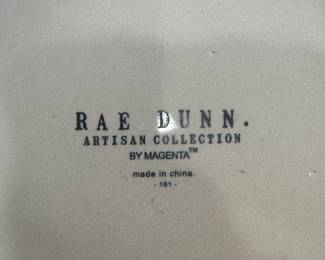 RAE DUNN.
ARTISAN COLLECTION
BY MAGENTA™
made in china.
- 161 -